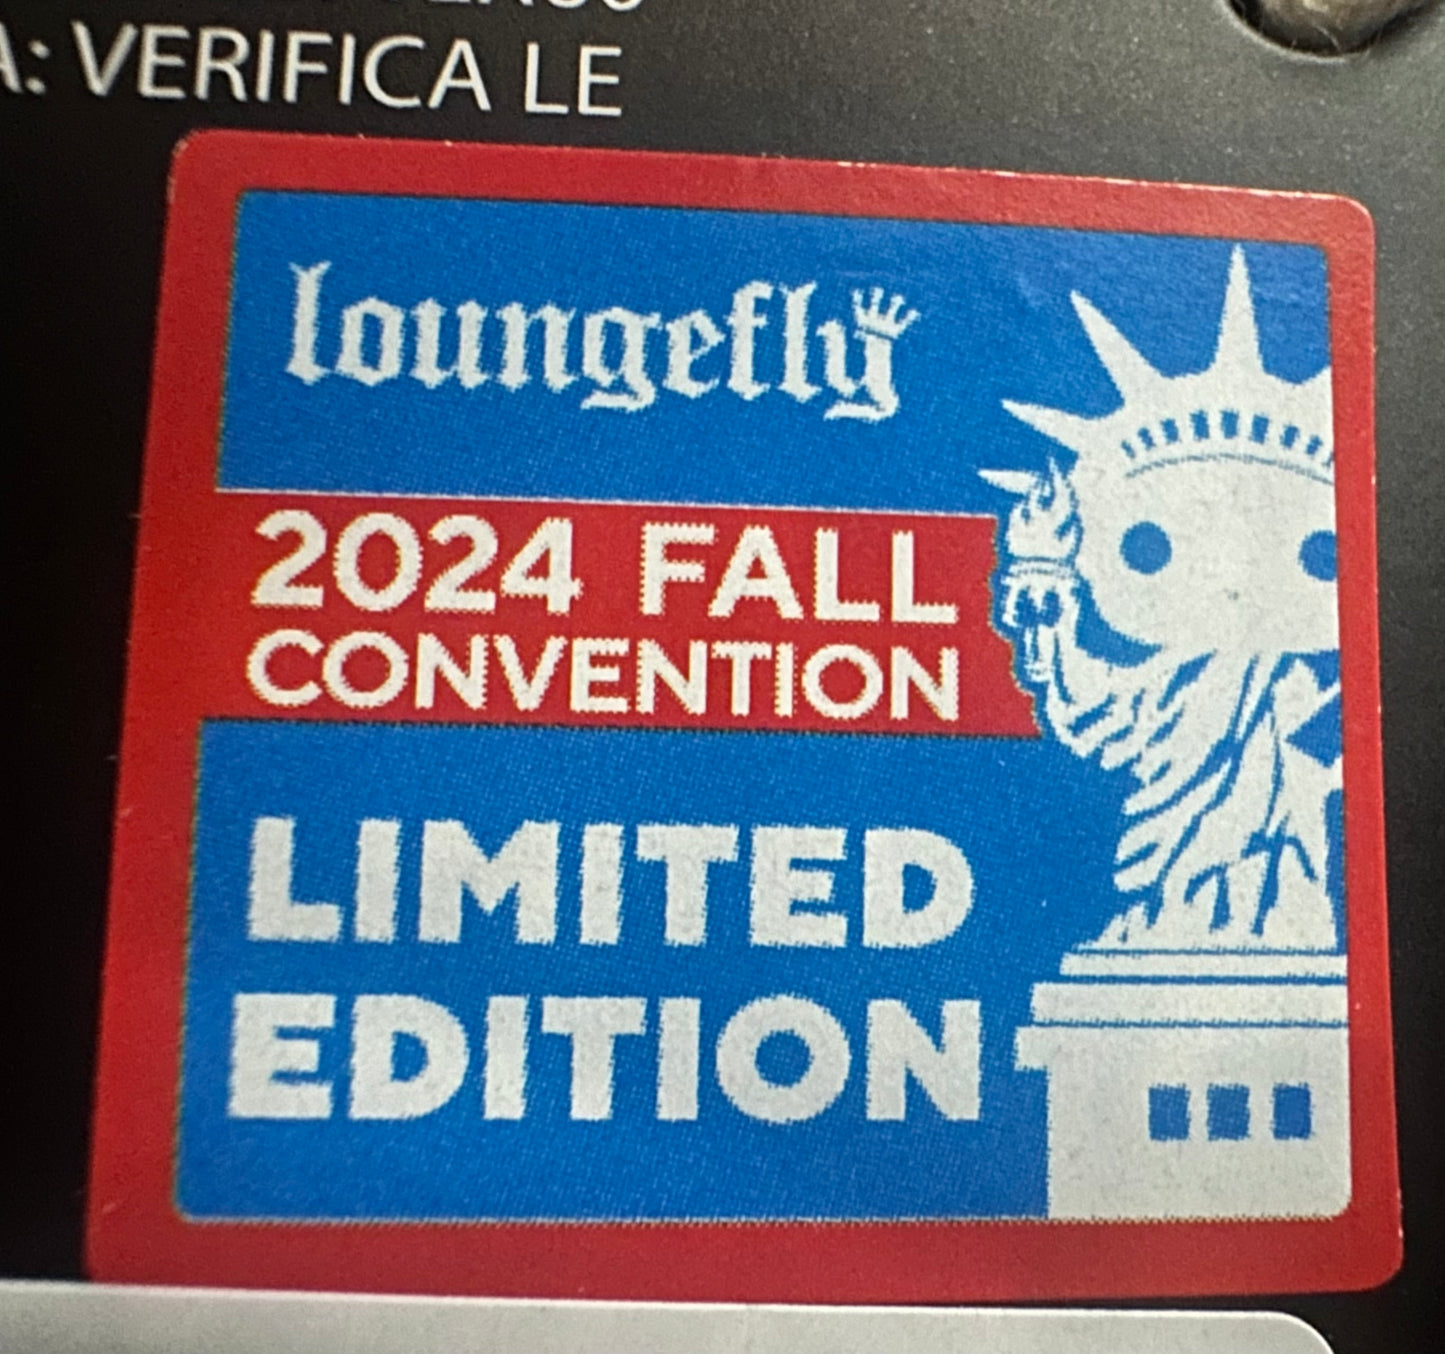 A: VERIFICA LE
loungefly
2024 FALL
CONVENTION
LIMITED
EDITION